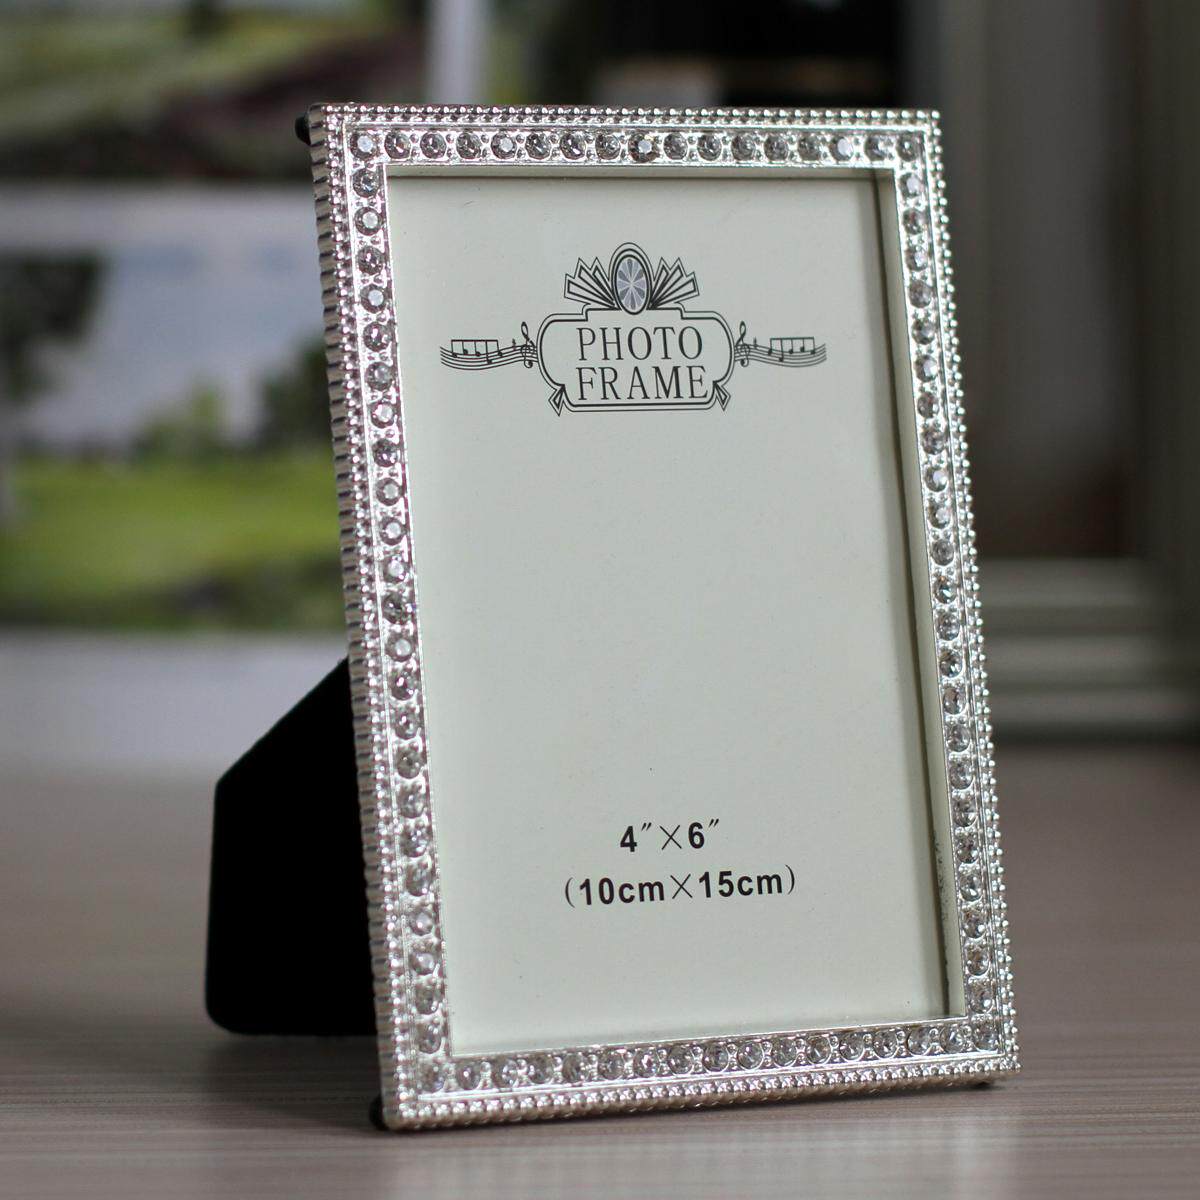 PHOTO
FRAME
4″×6″
(10cm×15cm)